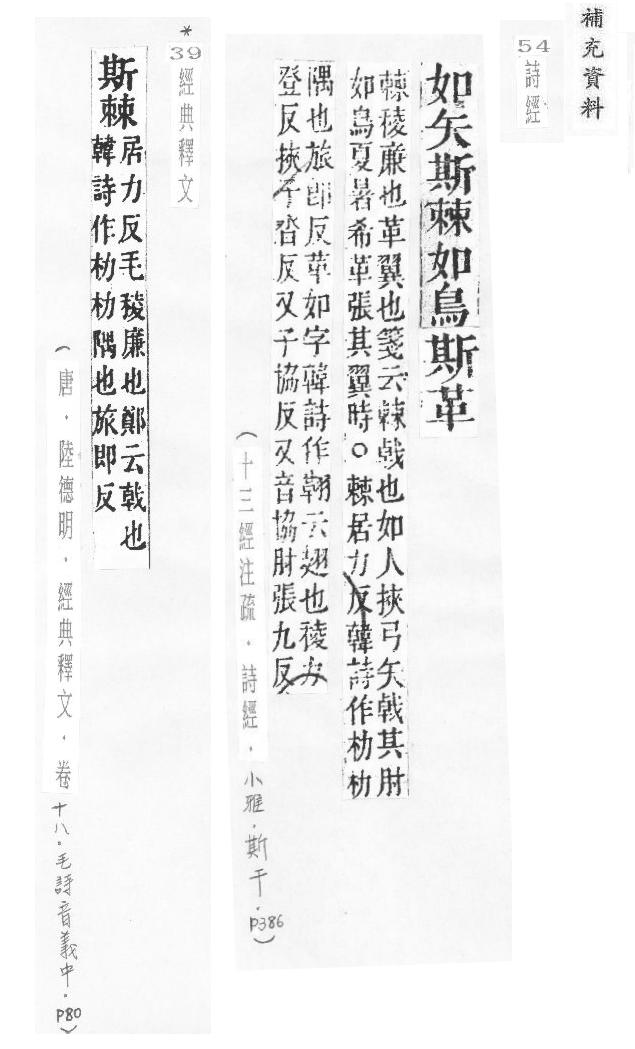 補充資料
54
詩經
如矢斯棘如鳥斯革
棘稜廉也革翼也箋云棘戟也如人挾弓矢戟其肘
如鳥夏暑希革張其翼時○棘居力反韓詩作朸朸
隅也旅即反革如字韓詩作云翅也稜力
登反挾子沓反又子協反又音協肘張九反
（十三經注疏．詩經．小雅．斯干．P386）
*
39
經典釋文
斯棘
居力反毛稜廉也鄭云戟也
韓詩作朸朸隅也旅即反
（唐．陸德明．經典釋文．卷十八．毛詩音義中．P80）